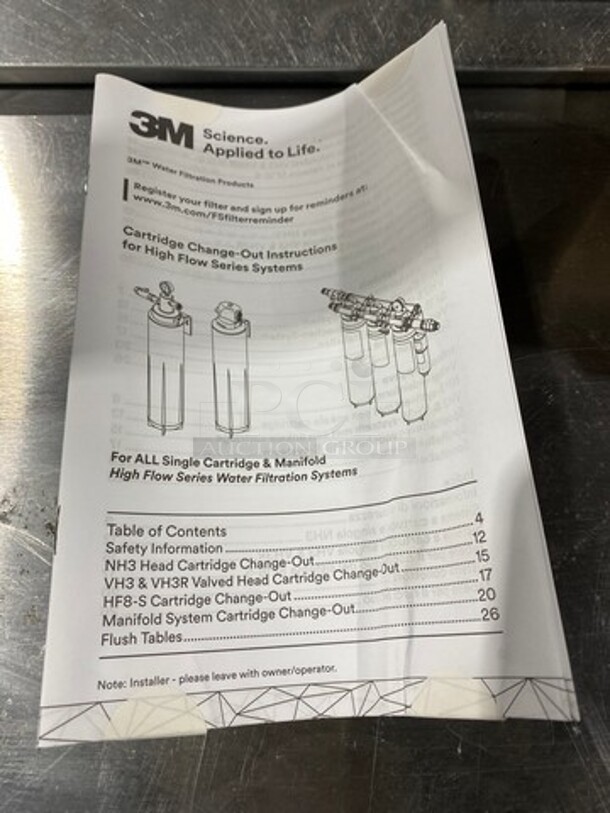 3M Science.
Applied to Life.
3M™ Water Filtration Products
Register your filter and sign up for reminders at:
www.3m.com/FSfilterreminder
Cartridge Change-Out Instructions
for High Flow Series Systems
AUCTION GROUP
For ALL Single Cartridge & Manifold
High Flow Series Water Filtration Systems
Table of Contents
Safety Information 4
NH3 Head Cartridge Change-Out 12
VH3 & VH3R Valved Head Cartridge Change-Out 15
HF8-S Cartridge Change-Out 17
Manifold System Cartridge Change-Out 20
Flush Tables 26
Note: Installer - please leave with owner/operator.